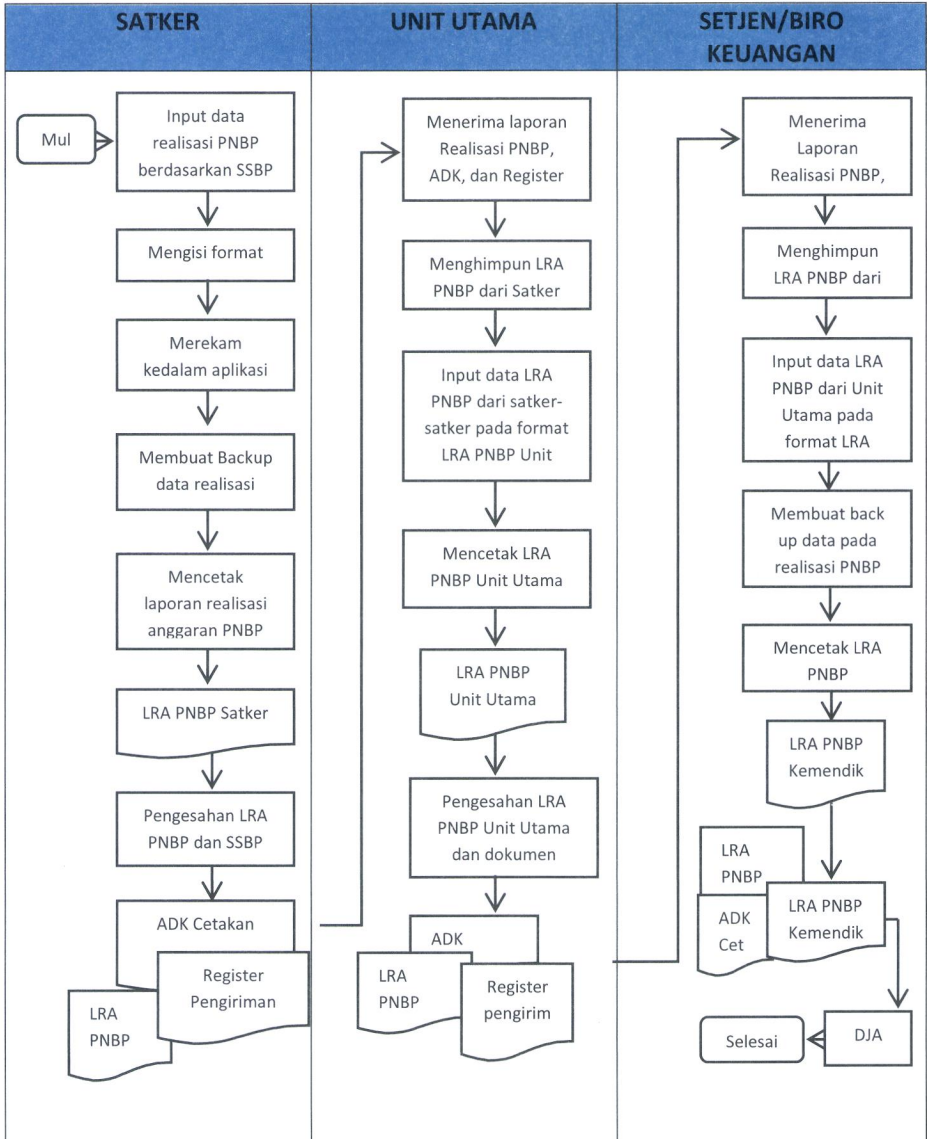 SATKER
UNIT UTAMA
SETJEN/BIRO
KEUANGAN
Mul
Input data
realisasi PNBP
berdasarkan SSBP
Mengisi format
Merekam
kedalam aplikasi
Membuat Backup
data realisasi
Mencetak
laporan realisasi
anggaran PNBP
LRA PNBP Satker
Pengesahan LRA
PNBP dan SSBP
ADK Cetakan
Register
Pengiriman
LRA
PNBP
Menerima laporan
Realisasi PNBP,
ADK, dan Register
Menghimpun LRA
PNBP dari Satker
Input data LRA
PNBP dari satker-
satker pada format
LRA PNBP Unit
Mencetak LRA
PNBP Unit Utama
LRA PNBP
Unit Utama
Pengesahan LRA
PNBP Unit Utama
dan dokumen
ADK
LRA
PNBP
Register
pengirim
Menerima
Laporan
Realisasi PNBP,
Menghimpun
LRA PNBP dari
Input data LRA
PNBP dari Unit
Utama pada
format LRA
Membuat back
up data pada
realisasi PNBP
Mencetak LRA
PNBP
LRA PNBP
Kemendik
LRA
PNBP
ADK
Cet
LRA PNBP
Kemendik
DJA
Selesai